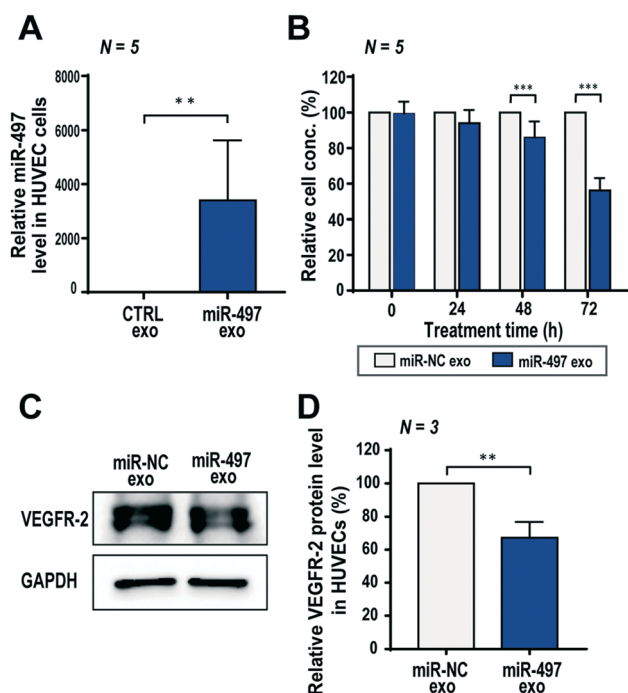 A
N = 5
Relative miR-497
level in HUVEC cells
8000
6000
4000
2000
0
**
CTRL
exo
miR-497
exo
B
N = 5
Relative cell conc. (%)
120
100
80
60
40
20
0
***
***
0
24
48
72
Treatment time (h)
miR-NC exo
miR-497 exo
C
miR-NC
exo
miR-497
exo
VEGFR-2
GAPDH
D
N = 3
Relative VEGFR-2 protein level
in HUVECs (%)
120
100
80
60
40
20
0
**
miR-NC
exo
miR-497
exo